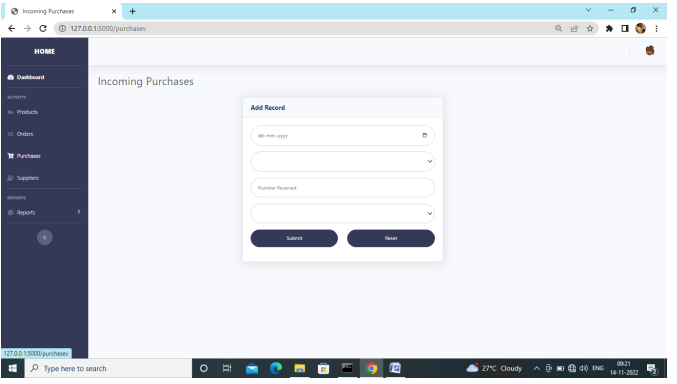 Incoming Purchases
127.0.0.1:5000/purchasev
HOME
Dashboard
ACTIVITY
Products
Orders
Purchases
Suppliers
REPORTS
Reports
Incoming Purchases
Add Record
dd-mm-yyyy
Number Received
Submit
Reset
127.0.0.1:5000/purchasev
Type here to search
27°C Cloudy
ENG
09:21
14-11-2022